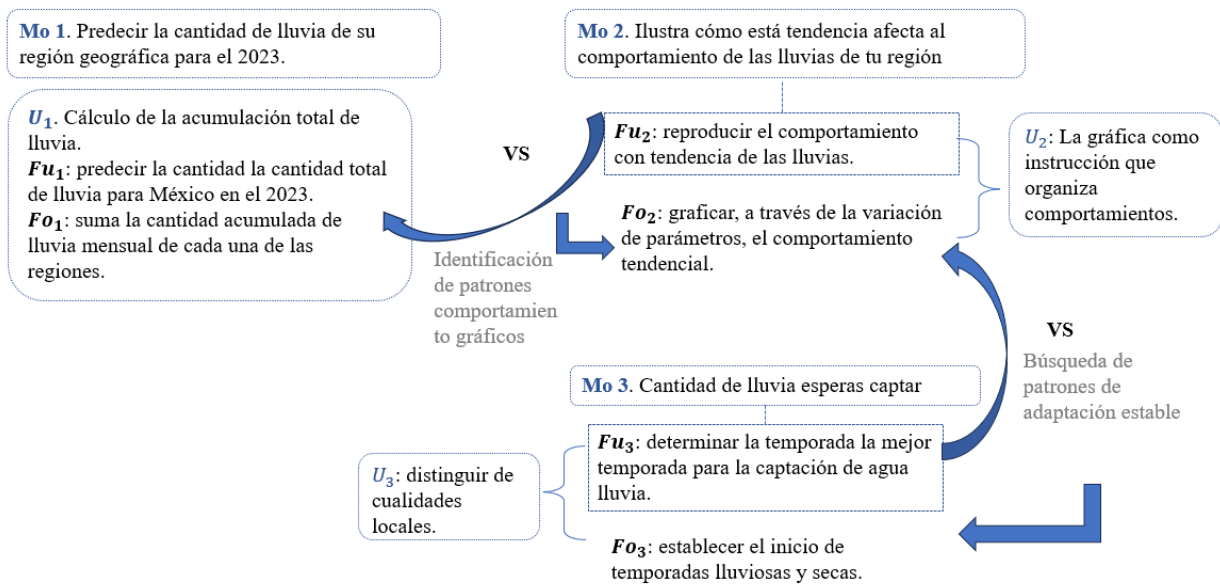 Mo 1. Predecir la cantidad de lluvia de su
región geográfica para el 2023.
Mo 2. Ilustra cómo está tendencia afecta al
comportamiento de las lluvias de tu región
U₁. Cálculo de la acumulación total de
lluvia.
Fu₁: predecir la cantidad la cantidad total
de lluvia para México en el 2023.
Fo₁: suma la cantidad acumulada de
lluvia mensual de cada una de las
regiones.
VS
Identificación
de patrones
comportamien
to gráficos
Fu₂: reproducir el comportamiento
con tendencia de las lluvias.
Fo₂: graficar, a través de la variación
de parámetros, el comportamiento
tendencial.
U₂: La gráfica como
instrucción que
organiza
comportamientos.
VS
Búsqueda de
patrones de
adaptación estable
Mo 3. Cantidad de lluvia esperas captar
Fu₃: determinar la temporada la mejor
temporada para la captación de agua
lluvia.
U₃: distinguir de
cualidades
locales.
Fo₃: establecer el inicio de
temporadas lluviosas y secas.